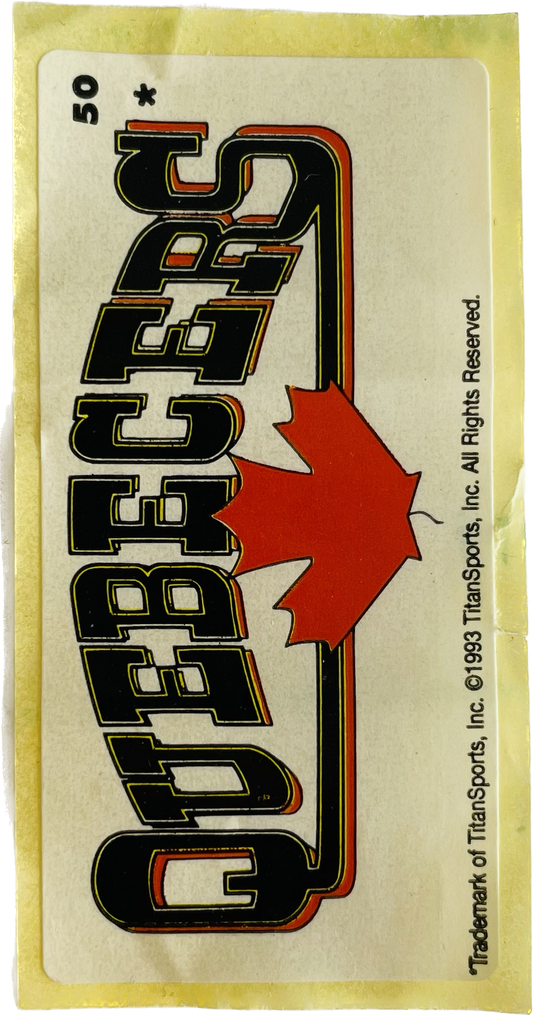 50
QUEBECERS*
*Trademark of TitanSports, Inc. ©1993 TitanSports, Inc. All Rights Reserved.